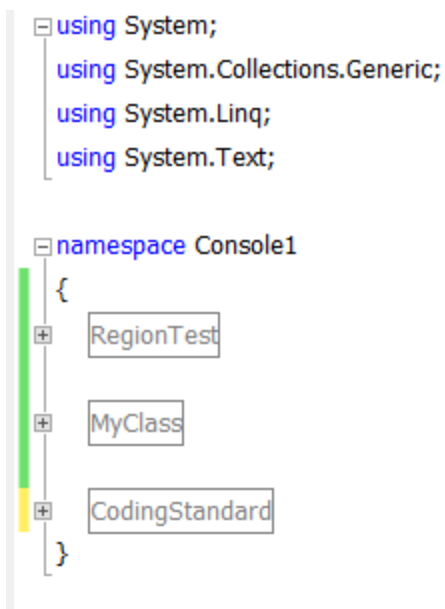 using System;
using System.Collections.Generic;
using System.Linq;
using System.Text;
namespace Console1
{
RegionTest
MyClass
CodingStandard
}